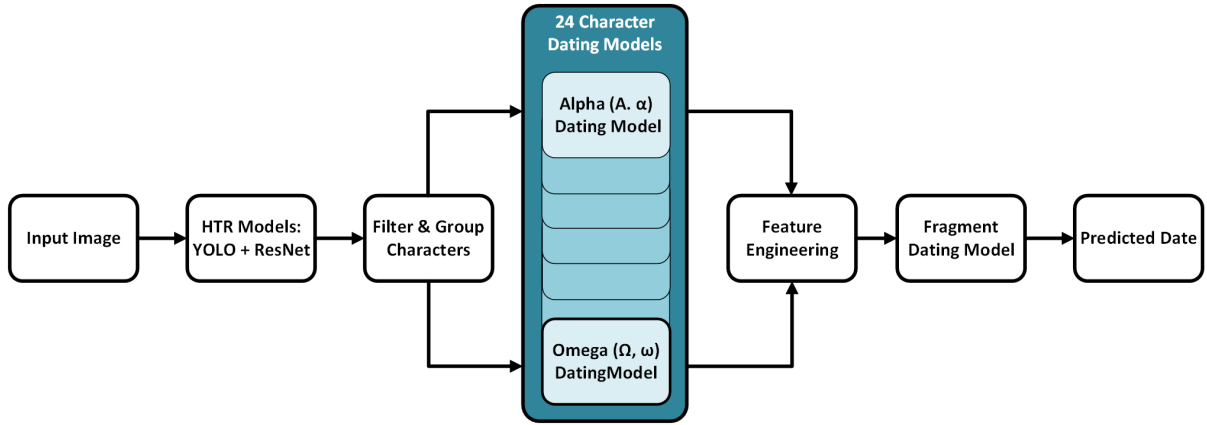 24 Character
Dating Models
Alpha (A. α)
Dating Model
Input Image
HTR Models:
YOLO + ResNet
Filter & Group
Characters
Feature
Engineering
Fragment
Dating Model
Predicted Date
Omega (Ω, ω)
DatingModel